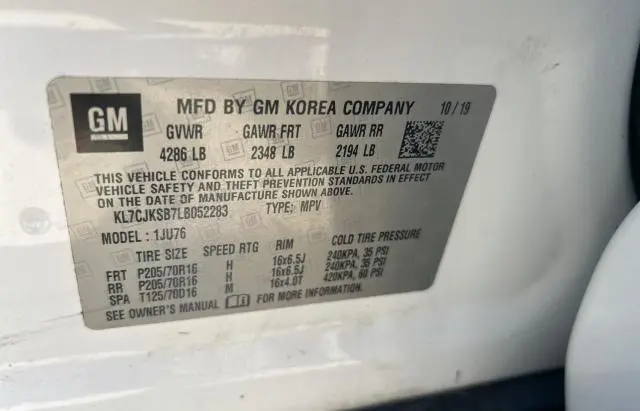 GM
MFD BY GM KOREA COMPANY 10/19
GVWR GAWR FRT GAWR RR
4286 LB 2348 LB 2194 LB
THIS VEHICLE CONFORMS TO ALL APPLICABLE U.S. FEDERAL MOTOR
VEHICLE SAFETY AND THEFT PREVENTION STANDARDS IN EFFECT
ON THE DATE OF MANUFACTURE SHOWN ABOVE.
KL7CJKSB7LB052283 TYPE: MPV
MODEL: 1JU76
TIRE SIZE SPEED RTG RIM COLD TIRE PRESSURE
FRT P205/70R16 H 16x6.5J 240KPA, 35 PSI
RR P205/70R16 H 16x6.5J 240KPA, 35 PSI
SPA T125/70D16 M 16x4.0T 420KPA, 60 PSI
SEE OWNER'S MANUAL FOR MORE INFORMATION.